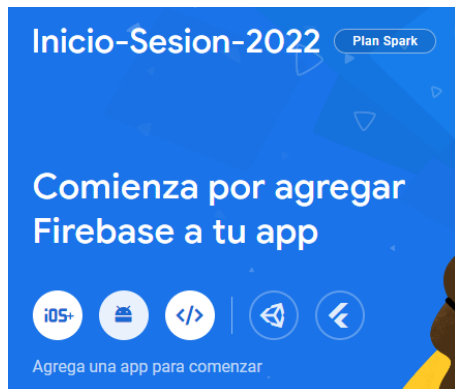 Inicio-Sesion-2022 Plan Spark
Comienza por agregar
Firebase a tu app
iOS+ </>
Agrega una app para comenzar